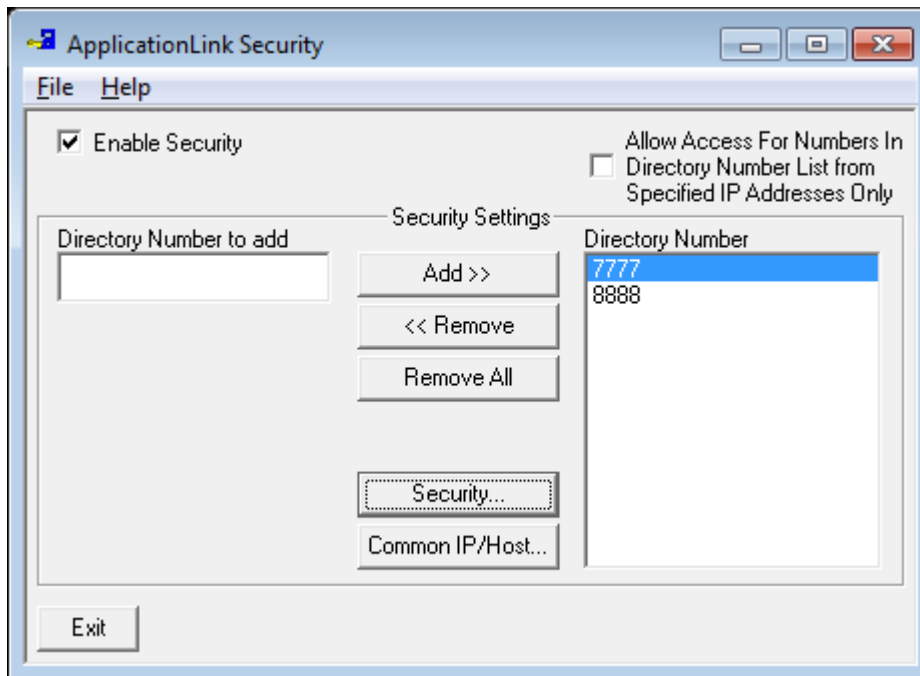 ApplicationLink Security
File Help
Enable Security
Allow Access For Numbers In
Directory Number List from
Specified IP Addresses Only
Security Settings
Directory Number to add
Add >>
<< Remove
Remove All
Security...
Common IP/Host...
Directory Number
7777
8888
Exit